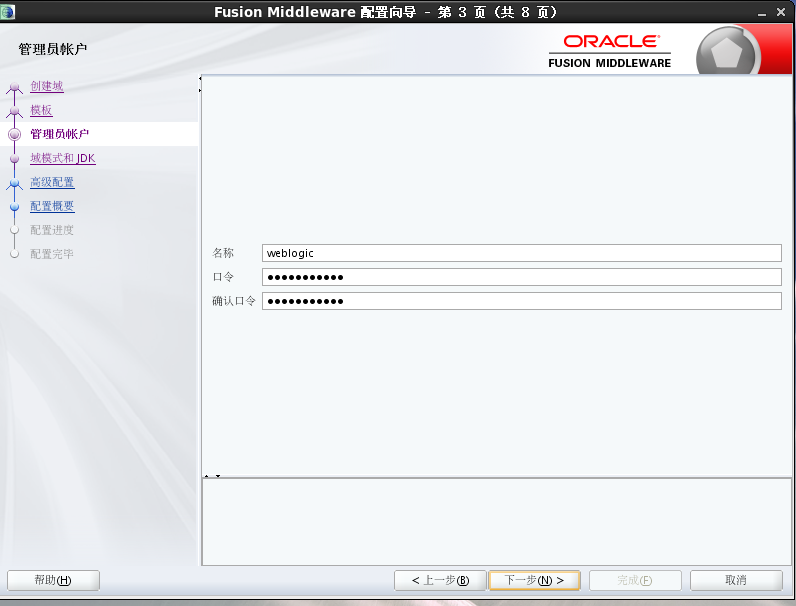 Fusion Middleware 配置向导 - 第 3 页 (共 8 页)
管理员帐户
ORACLE
FUSION MIDDLEWARE
创建域
模板
管理员帐户
域模式和 JDK
高级配置
配置概要
配置进度
配置完毕
名称 weblogic
口令 ●●●●●●●●●●●
确认口令 ●●●●●●●●●●●
帮助(H) < 上一步(B) 下一步(N) > 完成(F) 取消